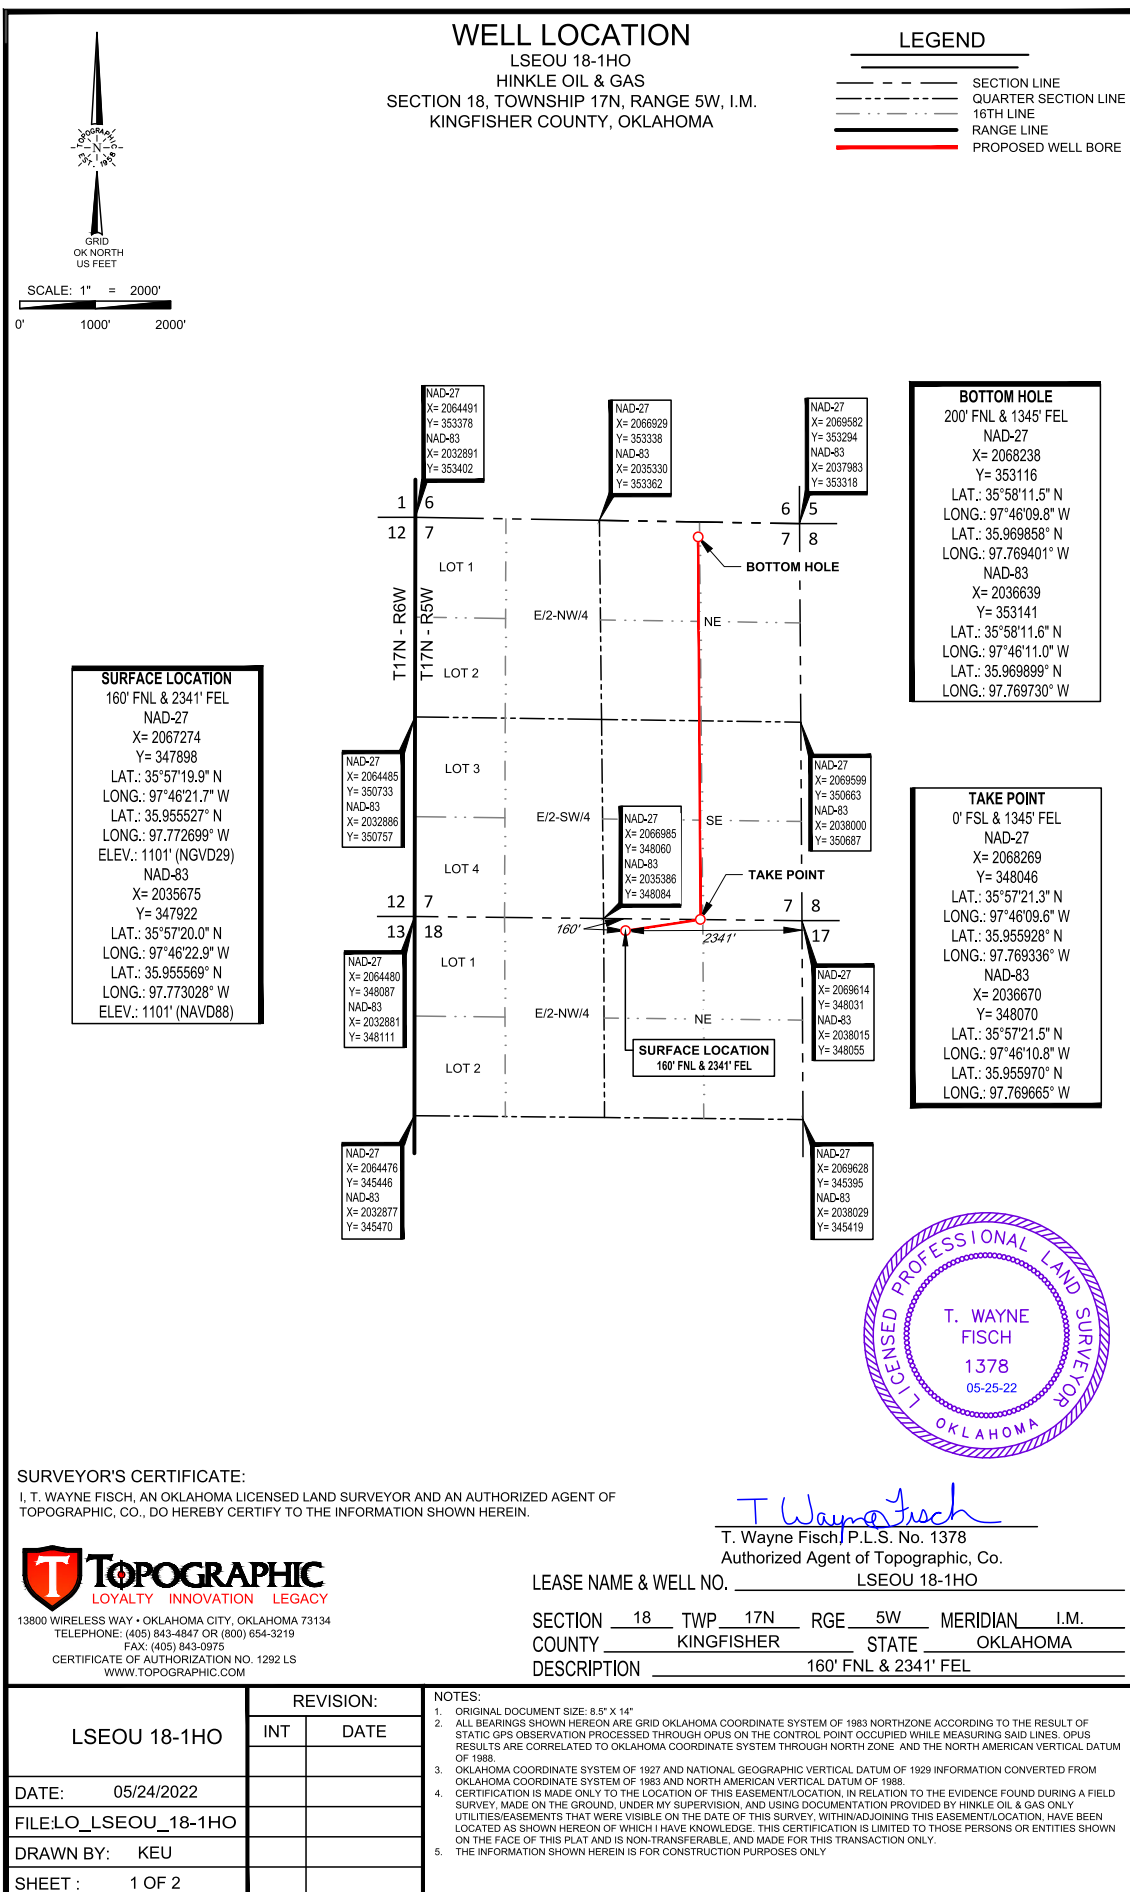 WELL LOCATION
LSEOU 18-1HO
HINKLE OIL & GAS
SECTION 18, TOWNSHIP 17N, RANGE 5W, I.M.
KINGFISHER COUNTY, OKLAHOMA
LEGEND
SECTION LINE
QUARTER SECTION LINE
16TH LINE
RANGE LINE
PROPOSED WELL BORE
TOPOGRAPHIC
N
EST. 1958
GRID
OK NORTH
US FEET
SCALE: 1" = 2000'
0' 1000' 2000'
NAD-27
X= 2064491
Y= 353378
NAD-83
X= 2032891
Y= 353402
NAD-27
X= 2066929
Y= 353338
NAD-83
X= 2035330
Y= 353362
NAD-27
X= 2069582
Y= 353294
NAD-83
X= 2037983
Y= 353318
BOTTOM HOLE
200' FNL & 1345' FEL
NAD-27
X= 2068238
Y= 353116
LAT.: 35°58'11.5" N
LONG.: 97°46'09.8" W
LAT.: 35.969858° N
LONG.: 97.769401° W
NAD-83
X= 2036639
Y= 353141
LAT.: 35°58'11.6" N
LONG.: 97°46'11.0" W
LAT.: 35.969899° N
LONG.: 97.769730° W
1 6
12 7
6 5
7 8
LOT 1
BOTTOM HOLE
E/2-NW/4
NE
T17N - R6W
T17N - R5W
LOT 2
SURFACE LOCATION
160' FNL & 2341' FEL
NAD-27
X= 2067274
Y= 347898
LAT.: 35°57'19.9" N
LONG.: 97°46'21.7" W
LAT.: 35.955527° N
LONG.: 97.772699° W
ELEV.: 1101' (NGVD29)
NAD-83
X= 2035675
Y= 347922
LAT.: 35°57'20.0" N
LONG.: 97°46'22.9" W
LAT.: 35.955569° N
LONG.: 97.773028° W
ELEV.: 1101' (NAVD88)
NAD-27
X= 2064485
Y= 350733
NAD-83
X= 2032886
Y= 350757
LOT 3
E/2-SW/4
SE
LOT 4
NAD-27
X= 2066985
Y= 348060
NAD-83
X= 2035386
Y= 348084
NAD-27
X= 2069599
Y= 350663
NAD-83
X= 2038000
Y= 350687
TAKE POINT
0' FSL & 1345' FEL
NAD-27
X= 2068269
Y= 348046
LAT.: 35°57'21.3" N
LONG.: 97°46'09.6" W
LAT.: 35.955928° N
LONG.: 97.769336° W
NAD-83
X= 2036670
Y= 348070
LAT.: 35°57'21.5" N
LONG.: 97°46'10.8" W
LAT.: 35.955970° N
LONG.: 97.769665° W
TAKE POINT
12 7
13 18
7 8
17
160'
2341'
LOT 1
E/2-NW/4
NE
LOT 2
SURFACE LOCATION
160' FNL & 2341' FEL
NAD-27
X= 2064480
Y= 348087
NAD-83
X= 2032881
Y= 348111
NAD-27
X= 2069614
Y= 348031
NAD-83
X= 2038015
Y= 348055
NAD-27
X= 2064476
Y= 345446
NAD-83
X= 2032877
Y= 345470
NAD-27
X= 2069628
Y= 345395
NAD-83
X= 2038029
Y= 345419
LICENSED PROFESSIONAL LAND SURVEYOR
T. WAYNE
FISCH
1378
05-25-22
OKLAHOMA
SURVEYOR'S CERTIFICATE:
I, T. WAYNE FISCH, AN OKLAHOMA LICENSED LAND SURVEYOR AND AN AUTHORIZED AGENT OF
TOPOGRAPHIC, CO., DO HEREBY CERTIFY TO THE INFORMATION SHOWN HEREIN.
T Wayne Fisch
T. Wayne Fisch, P.L.S. No. 1378
Authorized Agent of Topographic, Co.
T TOPOGRAPHIC
LOYALTY INNOVATION LEGACY
13800 WIRELESS WAY • OKLAHOMA CITY, OKLAHOMA 73134
TELEPHONE: (405) 843-4847 OR (800) 654-3219
FAX: (405) 843-0975
CERTIFICATE OF AUTHORIZATION NO. 1292 LS
WWW.TOPOGRAPHIC.COM
LEASE NAME & WELL NO. LSEOU 18-1HO
SECTION 18 TWP 17N RGE 5W MERIDIAN I.M.
COUNTY KINGFISHER STATE OKLAHOMA
DESCRIPTION 160' FNL & 2341' FEL
LSEOU 18-1HO
REVISION:
INT DATE
DATE: 05/24/2022
FILE:LO_LSEOU_18-1HO
DRAWN BY: KEU
SHEET : 1 OF 2
NOTES:
1. ORIGINAL DOCUMENT SIZE: 8.5" X 14"
2. ALL BEARINGS SHOWN HEREON ARE GRID OKLAHOMA COORDINATE SYSTEM OF 1983 NORTHZONE ACCORDING TO THE RESULT OF
STATIC GPS OBSERVATION PROCESSED THROUGH OPUS ON THE CONTROL POINT OCCUPIED WHILE MEASURING SAID LINES. OPUS
RESULTS ARE CORRELATED TO OKLAHOMA COORDINATE SYSTEM THROUGH NORTH ZONE AND THE NORTH AMERICAN VERTICAL DATUM
OF 1988.
3. OKLAHOMA COORDINATE SYSTEM OF 1927 AND NATIONAL GEOGRAPHIC VERTICAL DATUM OF 1929 INFORMATION CONVERTED FROM
OKLAHOMA COORDINATE SYSTEM OF 1983 AND NORTH AMERICAN VERTICAL DATUM OF 1988.
4. CERTIFICATION IS MADE ONLY TO THE LOCATION OF THIS EASEMENT/LOCATION, IN RELATION TO THE EVIDENCE FOUND DURING A FIELD
SURVEY, MADE ON THE GROUND, UNDER MY SUPERVISION, AND USING DOCUMENTATION PROVIDED BY HINKLE OIL & GAS ONLY
UTILITIES/EASEMENTS THAT WERE VISIBLE ON THE DATE OF THIS SURVEY, WITHIN/ADJOINING THIS EASEMENT/LOCATION, HAVE BEEN
LOCATED AS SHOWN HEREON OF WHICH I HAVE KNOWLEDGE. THIS CERTIFICATION IS LIMITED TO THOSE PERSONS OR ENTITIES SHOWN
ON THE FACE OF THIS PLAT AND IS NON-TRANSFERABLE, AND MADE FOR THIS TRANSACTION ONLY.
5. THE INFORMATION SHOWN HEREIN IS FOR CONSTRUCTION PURPOSES ONLY